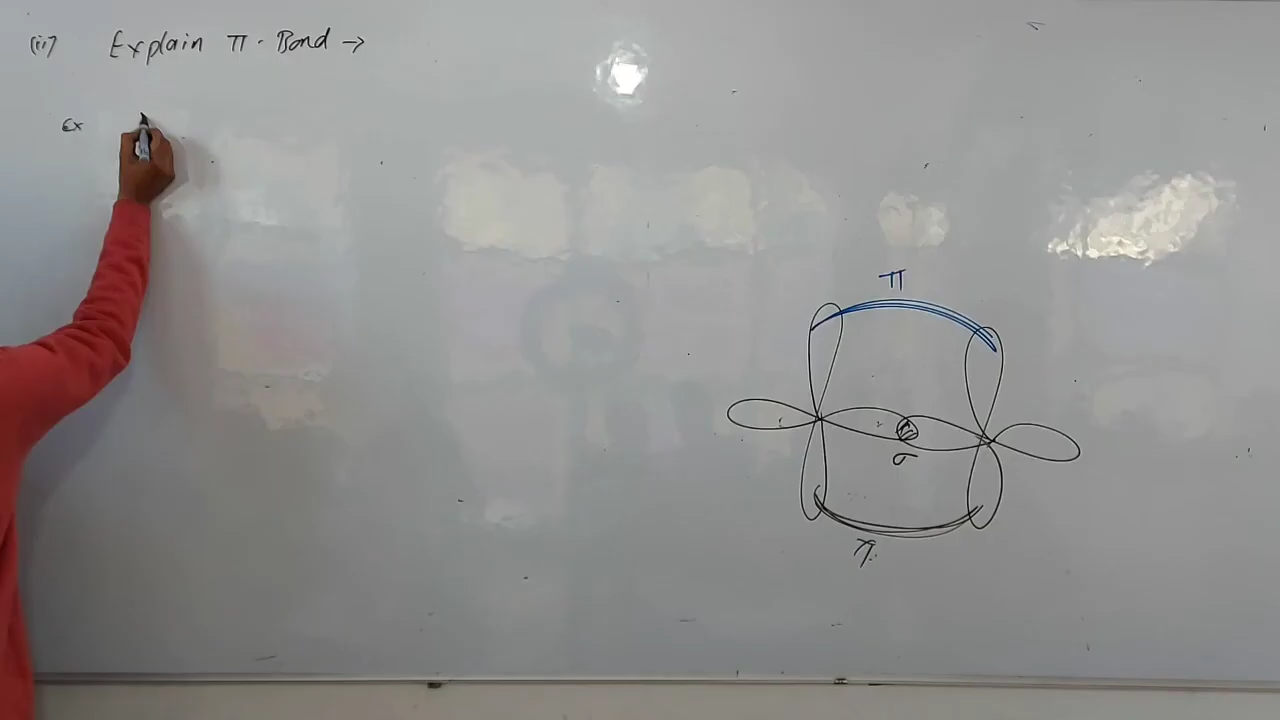 (ii) Explain π-Bond →
Ex
π
σ
π